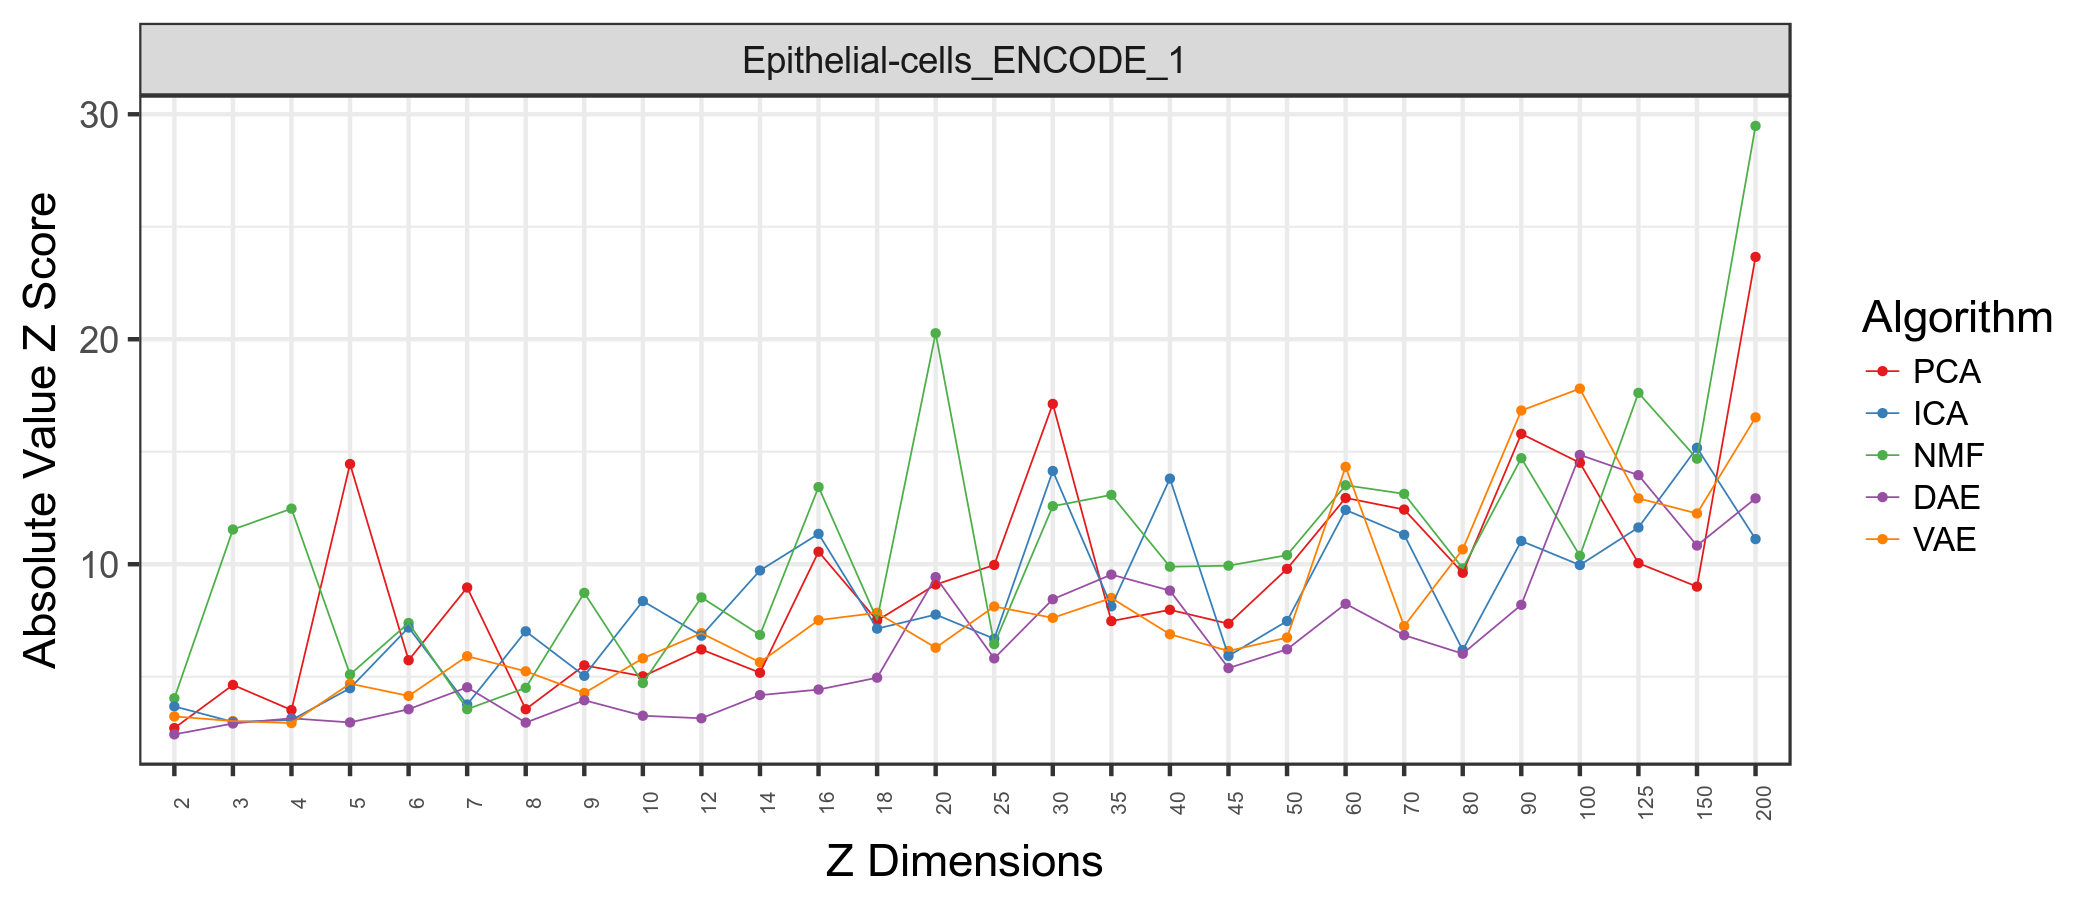 Epithelial-cells_ENCODE_1
Absolute Value Z Score
30
20
10
2 3 4 5 6 7 8 9 10 12 14 16 18 20 25 30 35 40 45 50 60 70 80 90 100 125 150 200
Z Dimensions
Algorithm
PCA
ICA
NMF
DAE
VAE